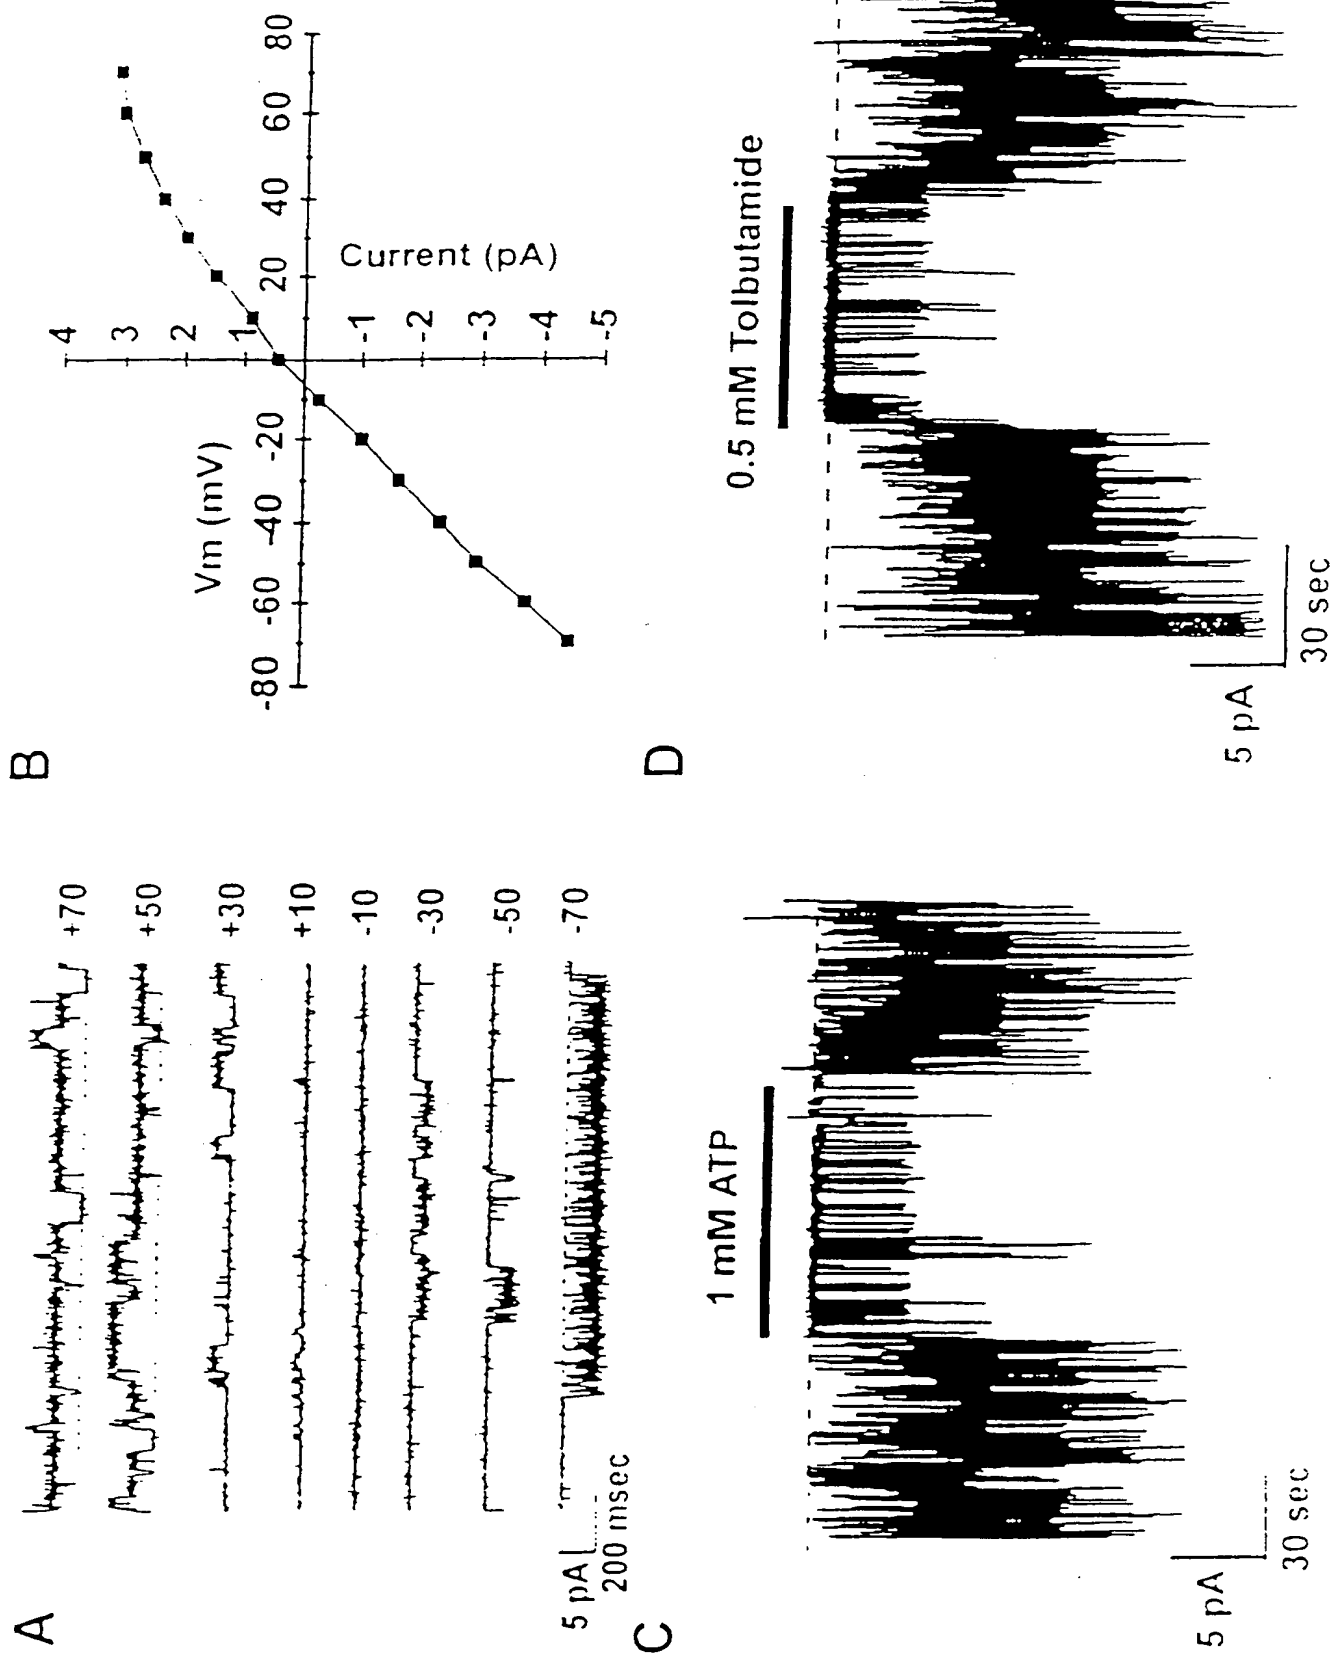 A
+70
+50
+30
+10
-10
-30
-50
-70
5 pA
200 msec
B
Vm (mV)
-80 -60 -40 -20 20 40 60 80
4
3
2
1
-1
-2
-3
-4
-5
Current (pA)
C
1 mM ATP
5 pA
30 sec
D
0.5 mM Tolbutamide
5 pA
30 sec